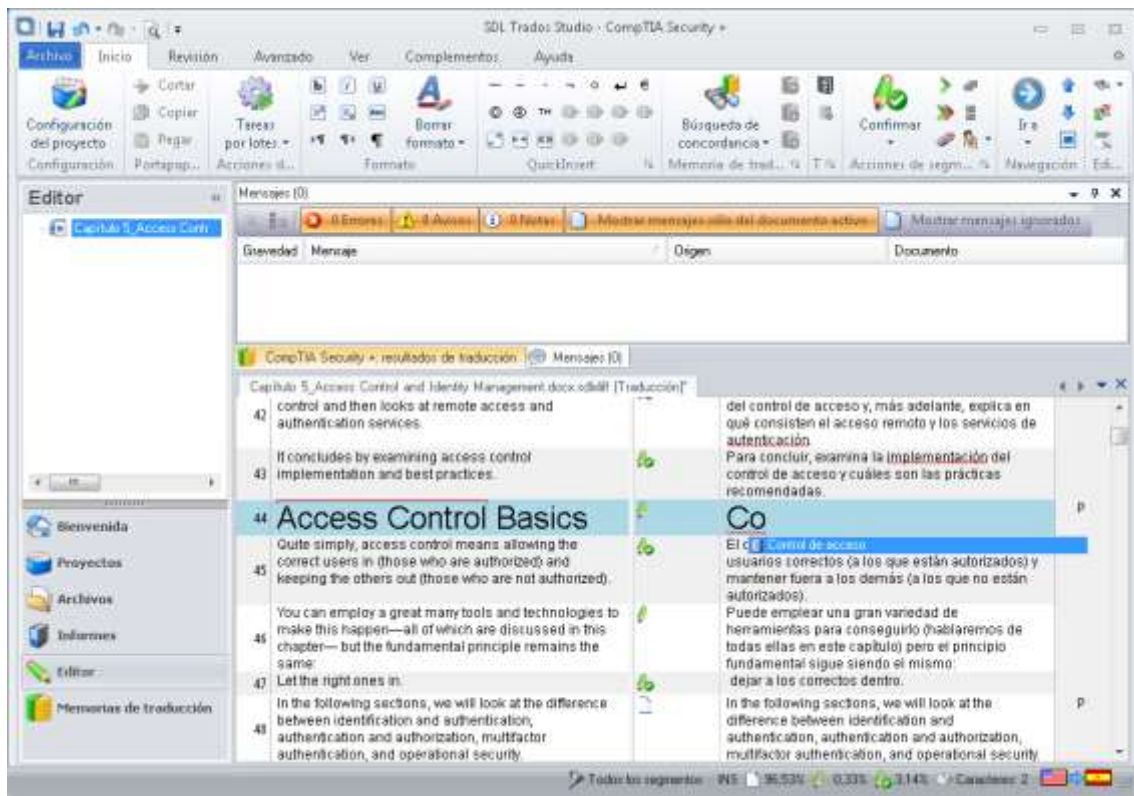 SDL Trados Studio - CompTIA Security +
Archivo Inicio Revisión Avanzado Ver Complementos Ayuda
Configuración del proyecto
Cortar
Copiar
Pegar
Tareas por lotes
Borrar formato
Búsqueda de concordancia
Confirmar
Ir a
Configuración Portapap... Acciones d... Formato QuickInsert Memoria de trad... Acciones de segm... Navegación Edi...
Editor
Mensajes (0)
Capítulo 5_Access Contr
0 Errores 0 Avisos 0 Notas Mostrar mensajes sólo del documento activo Mostrar mensajes ignorados
Gravedad Mensaje Origen Documento
CompTIA Security +: resultados de traducción Mensajes (0)
Capítulo 5_Access Control and Identity Management.docx.sdlxliff [Traducción]*
42
control and then looks at remote access and
authentication services.
del control de acceso y, más adelante, explica en
qué consisten el acceso remoto y los servicios de
autenticación.
43
It concludes by examining access control
implementation and best practices.
Para concluir, examina la implementación del
control de acceso y cuáles son las prácticas
recomendadas.
44 Access Control Basics Co P
Control de acceso
45
Quite simply, access control means allowing the
correct users in (those who are authorized) and
keeping the others out (those who are not authorized).
El c
usuarios correctos (a los que están autorizados) y
mantener fuera a los demás (a los que no están
autorizados).
46
You can employ a great many tools and technologies to
make this happen—all of which are discussed in this
chapter— but the fundamental principle remains the
same:
Puede emplear una gran variedad de
herramientas para conseguirlo (hablaremos de
todas ellas en este capítulo) pero el principio
fundamental sigue siendo el mismo:
47 Let the right ones in. dejar a los correctos dentro.
48
In the following sections, we will look at the difference
between identification and authentication,
authentication and authorization, multifactor
authentication, and operational security.
In the following sections, we will look at the
difference between identification and
authentication, authentication and authorization,
multifactor authentication, and operational security.
P
Bienvenida
Proyectos
Archivos
Informes
Editor
Memorias de traducción
Todos los segmentos INS 96,53% 0,33% 3,14% Caracteres: 2